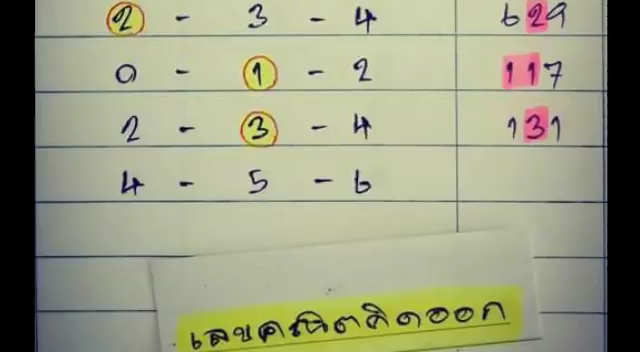 2 - 3 - 4 629
0 - 1 - 2 117
2 - 3 - 4 131
4 - 5 - 6
เลขคณิตคิดออก